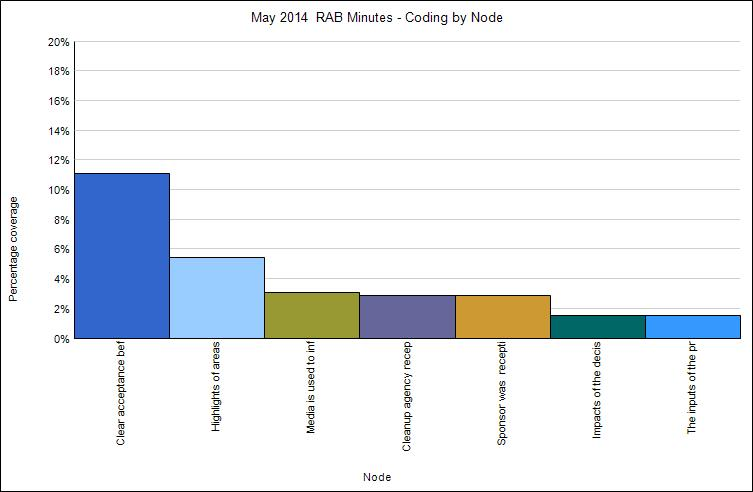 May 2014  RAB Minutes - Coding by Node
20%
18%
16%
14%
12%
10%
8%
6%
4%
2%
0%
Percentage coverage
Clear acceptance bef
Highlights of areas
Media is used to inf
Cleanup agency recep
Sponsor was  recepti
Impacts of the decis
The inputs of the pr
Node